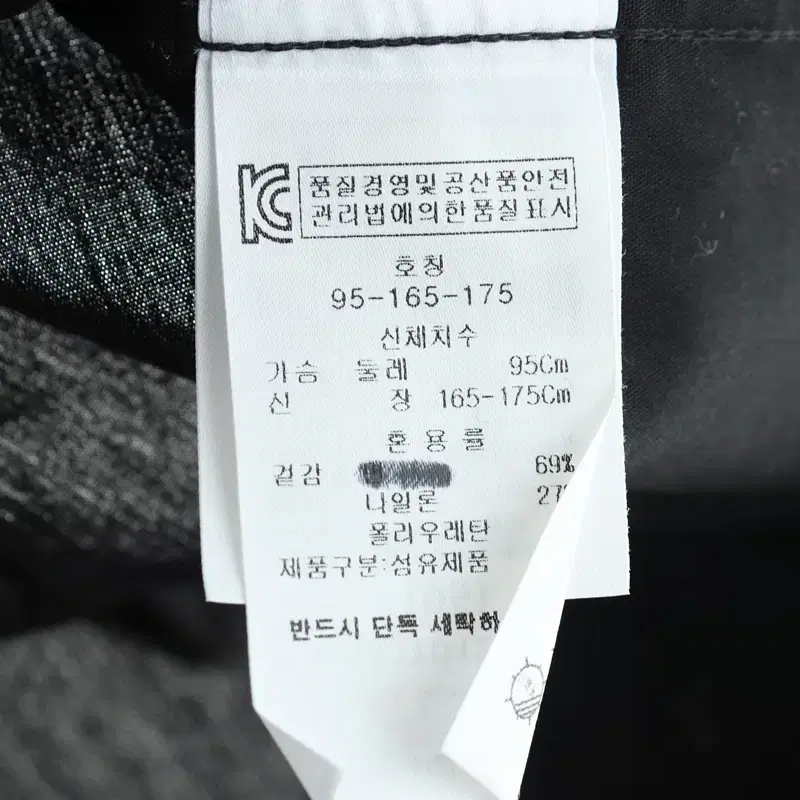 KC 품질경영및공산품안전
관리법에의한품질표시
호칭
95-165-175
신체치수
가슴 둘레 95Cm
신 장 165-175Cm
혼용률
겉감 69%
나일론
폴리우레탄
제품구분:섬유제품
반드시 단독